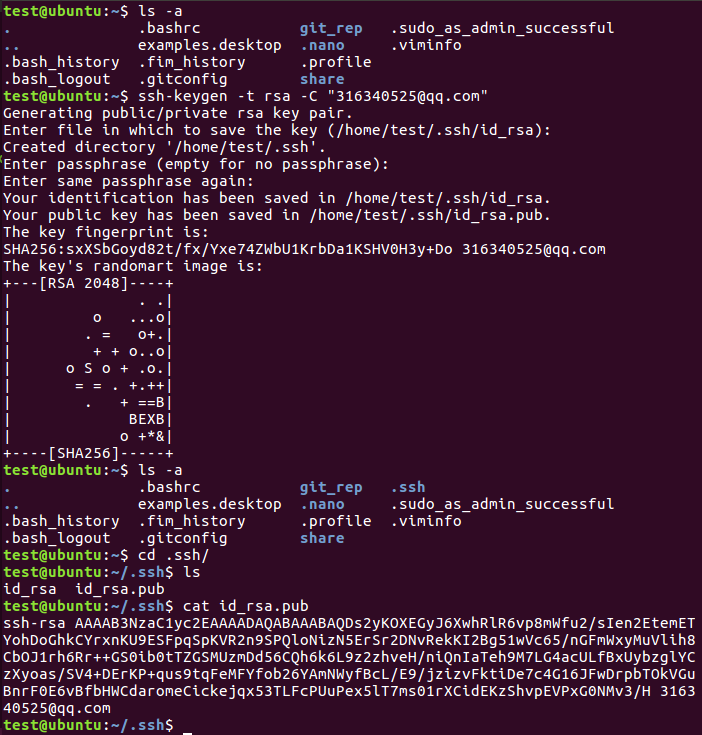 test@ubuntu:~$ ls -a
.               .bashrc           git_rep   .sudo_as_admin_successful
..              examples.desktop  .nano     .viminfo
.bash_history   .fim_history      .profile
.bash_logout    .gitconfig        share
test@ubuntu:~$ ssh-keygen -t rsa -C "316340525@qq.com"
Generating public/private rsa key pair.
Enter file in which to save the key (/home/test/.ssh/id_rsa):
Created directory '/home/test/.ssh'.
Enter passphrase (empty for no passphrase):
Enter same passphrase again:
Your identification has been saved in /home/test/.ssh/id_rsa.
Your public key has been saved in /home/test/.ssh/id_rsa.pub.
The key fingerprint is:
SHA256:sxXSbGoyd82t/fx/Yxe74ZWbU1KrbDa1KSHV0H3y+Do 316340525@qq.com
The key's randomart image is:
+---[RSA 2048]----+
|              . .|
|         o   ...o|
|        . =   o+.|
|         + + o..o|
|      o S o + .o.|
|       = = . +.++|
|        .   + ==B|
|             BEXB|
|            o +*&|
+----[SHA256]-----+
test@ubuntu:~$ ls -a
.               .bashrc           git_rep   .ssh
..              examples.desktop  .nano     .sudo_as_admin_successful
.bash_history   .fim_history      .profile  .viminfo
.bash_logout    .gitconfig        share
test@ubuntu:~$ cd .ssh/
test@ubuntu:~/.ssh$ ls
id_rsa  id_rsa.pub
test@ubuntu:~/.ssh$ cat id_rsa.pub
ssh-rsa AAAAB3NzaC1yc2EAAAADAQABAAABAQDs2yKOXEGyJ6XwhRlR6vp8mWfu2/sIen2EtemET
YohDoGhkCYrxnKU9ESFpqSpKVR2n9SPQloNizN5ErSr2DNvRekKI2Bg51wVc65/nGFmWxyMuVlih8
CbOJ1rh6Rr++GS0ib0tTZGSMUzmDd56CQh6k6L9z2zhveH/niQnIaTeh9M7LG4acULfBxUybzglYC
zXyoas/SV4+DErKP+qus9tqFeMFYfob26YAmNWyfBcL/E9/jzizvFktiDe7c4G16JFwDrpbTOkVGu
BnrF0E6vBfbHWCdaromeCickejqx53TLFcPUuPex5lT7ms01rXCidEKzShvpEVPxG0NMv3/H 3163
40525@qq.com
test@ubuntu:~/.ssh$